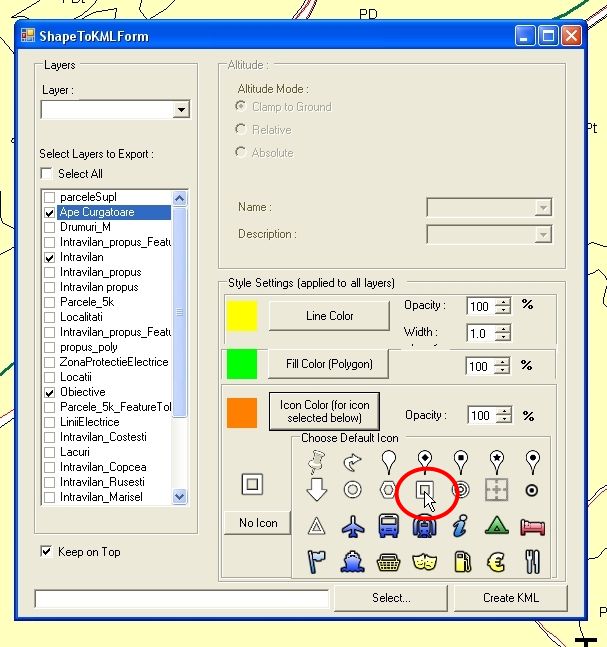 PD
ShapeToKMLForm
Layers
Layer :
Select Layers to Export :
Select All
parceleSupl
Ape Curgatoare
Drumuri_M
Intravilan_propus_Featu
Intravilan
Intravilan_propus
Intravilan propus
Parcele_5k
Localitati
Intravilan_propus_Featu
propus_poly
ZonaProtectieElectrice
Locatii
Obiective
Parcele_5k_FeatureTol
LiniiElectrice
Intravilan_Costesti
Lacuri
Intravilan_Copcea
Intravilan_Rusesti
Intravilan_Marisel
Keep on Top
Altitude :
Altitude Mode :
Clamp to Ground
Relative
Absolute
Name :
Description :
Style Settings (applied to all layers)
Line Color
Opacity : 100 %
Width : 1.0
Fill Color (Polygon)
100 %
Icon Color (for icon
selected below)
Opacity : 100 %
Choose Default Icon
No Icon
Select...
Create KML
Pt
PD